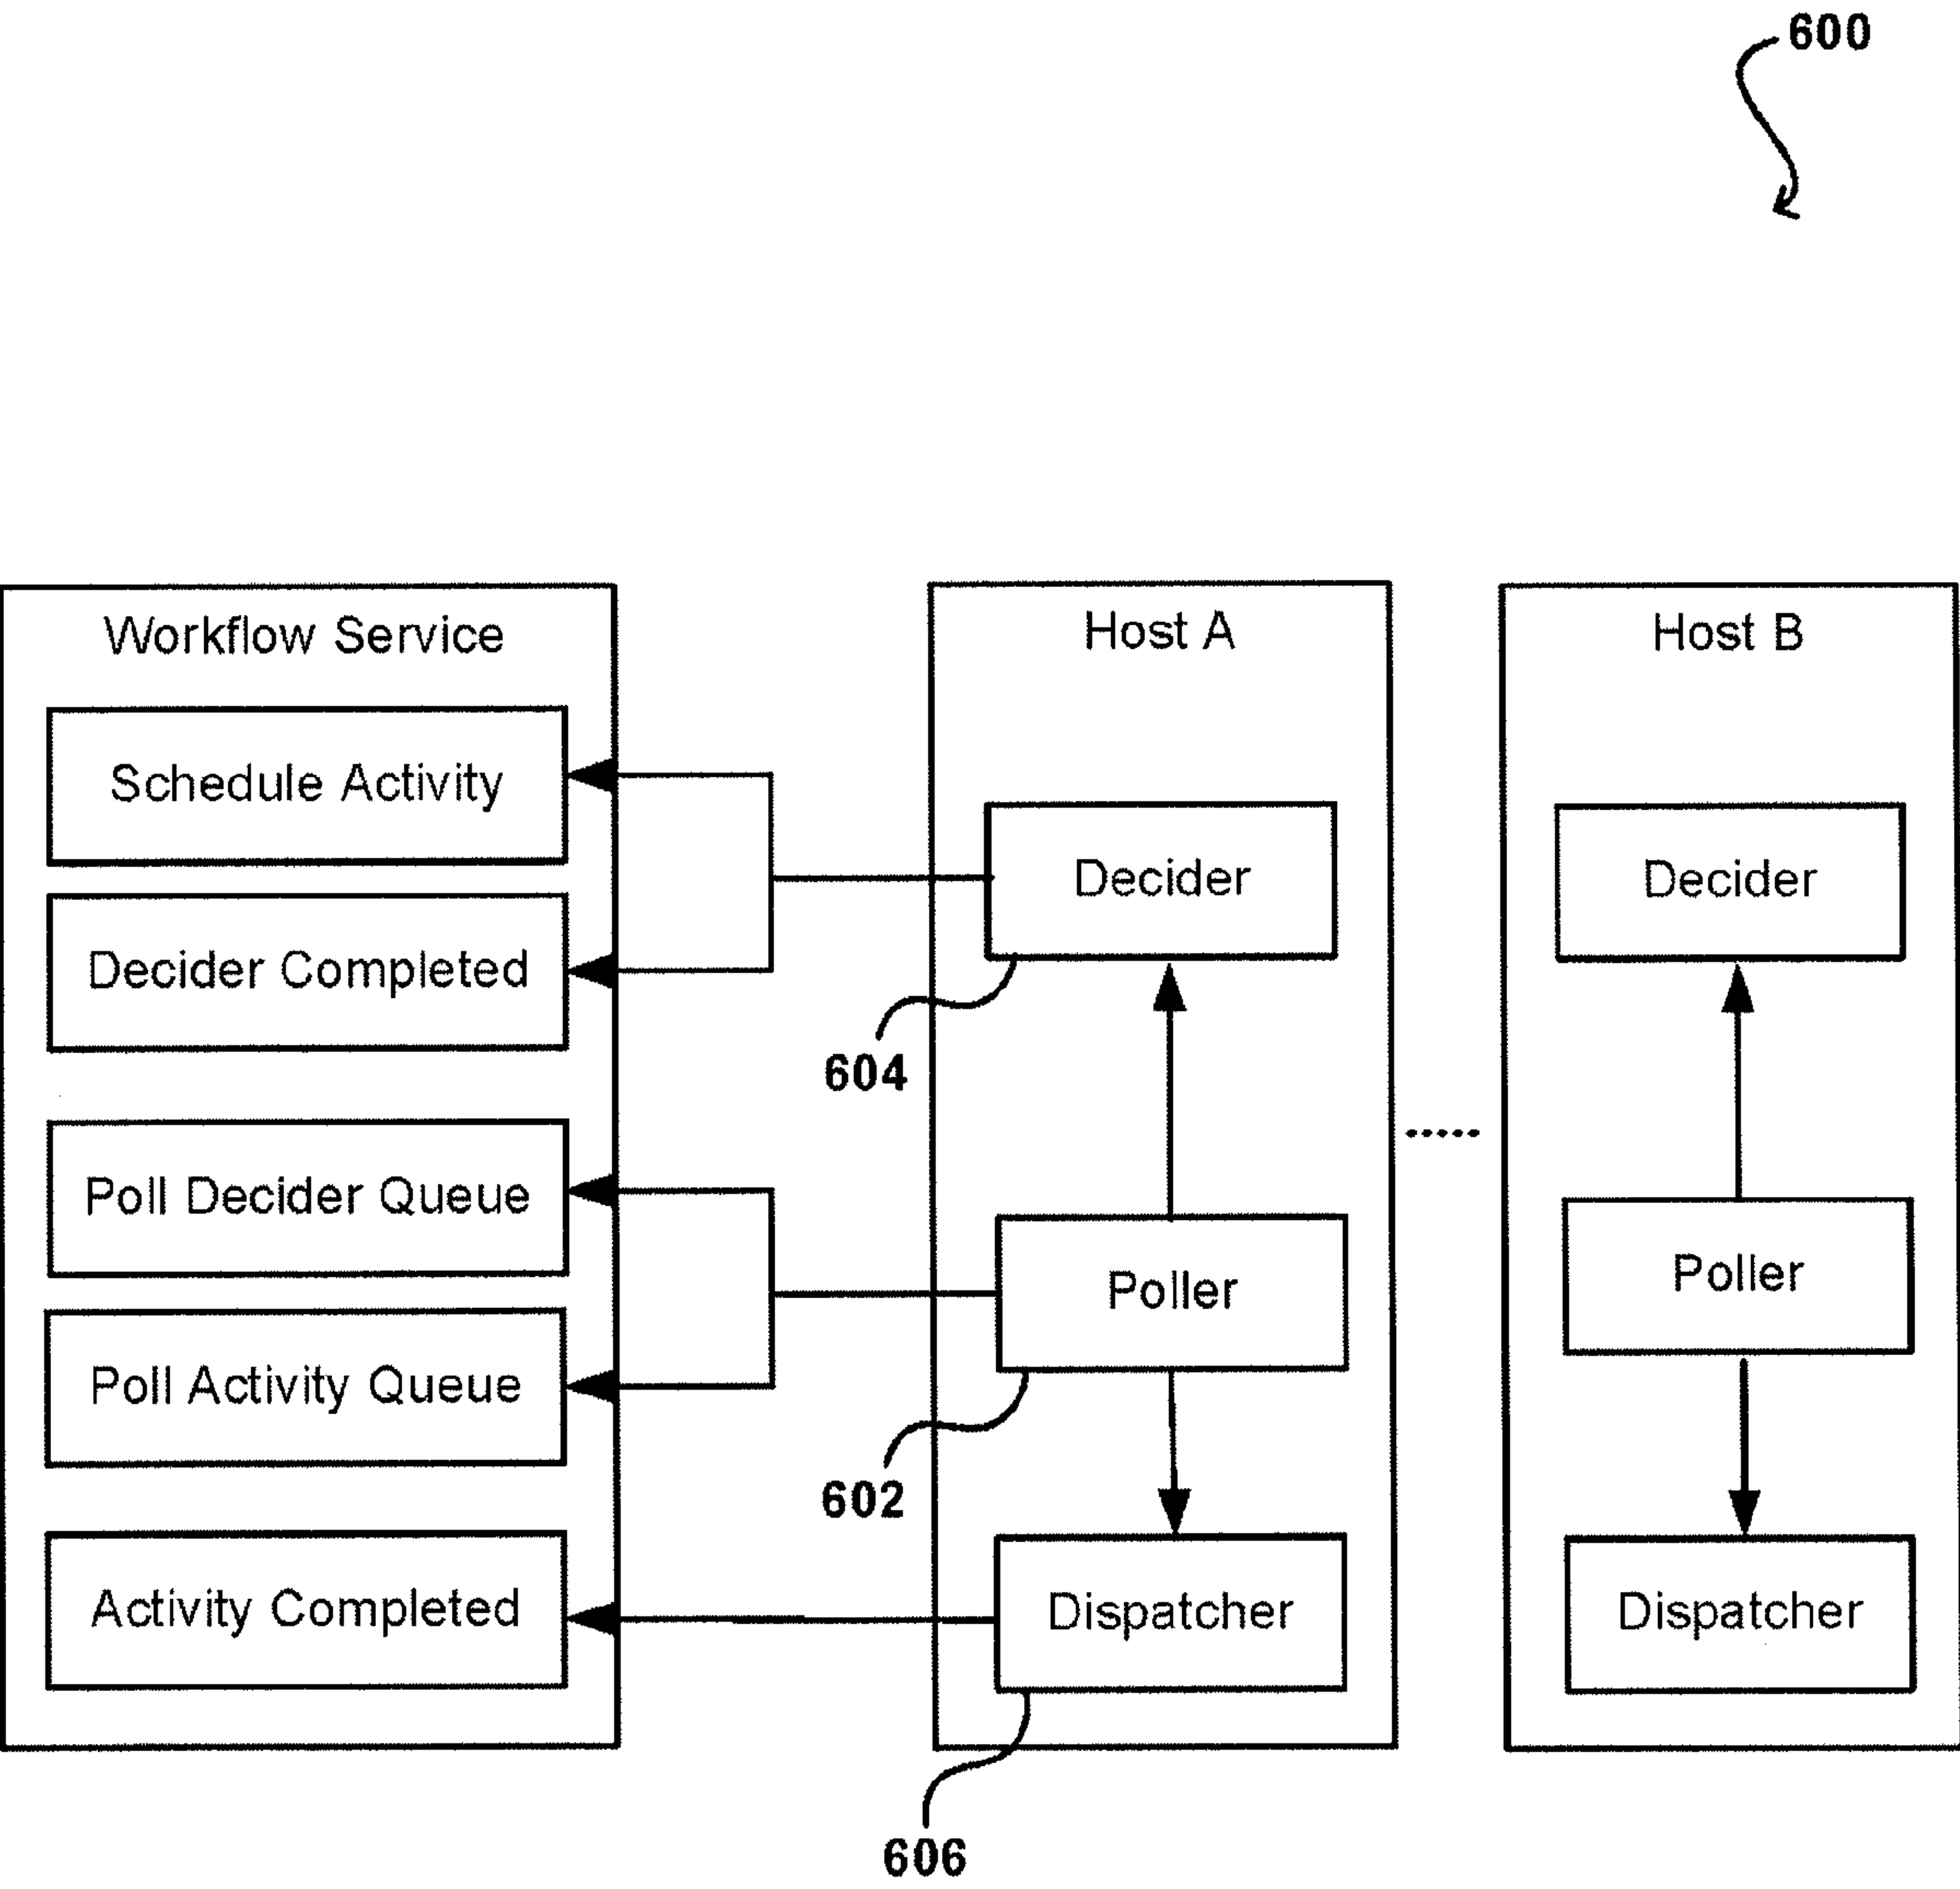 600
Workflow Service
Schedule Activity
Decider Completed
Poll Decider Queue
Poll Activity Queue
Activity Completed
Host A
Decider
604
Poller
602
Dispatcher
606
Host B
Decider
Poller
Dispatcher